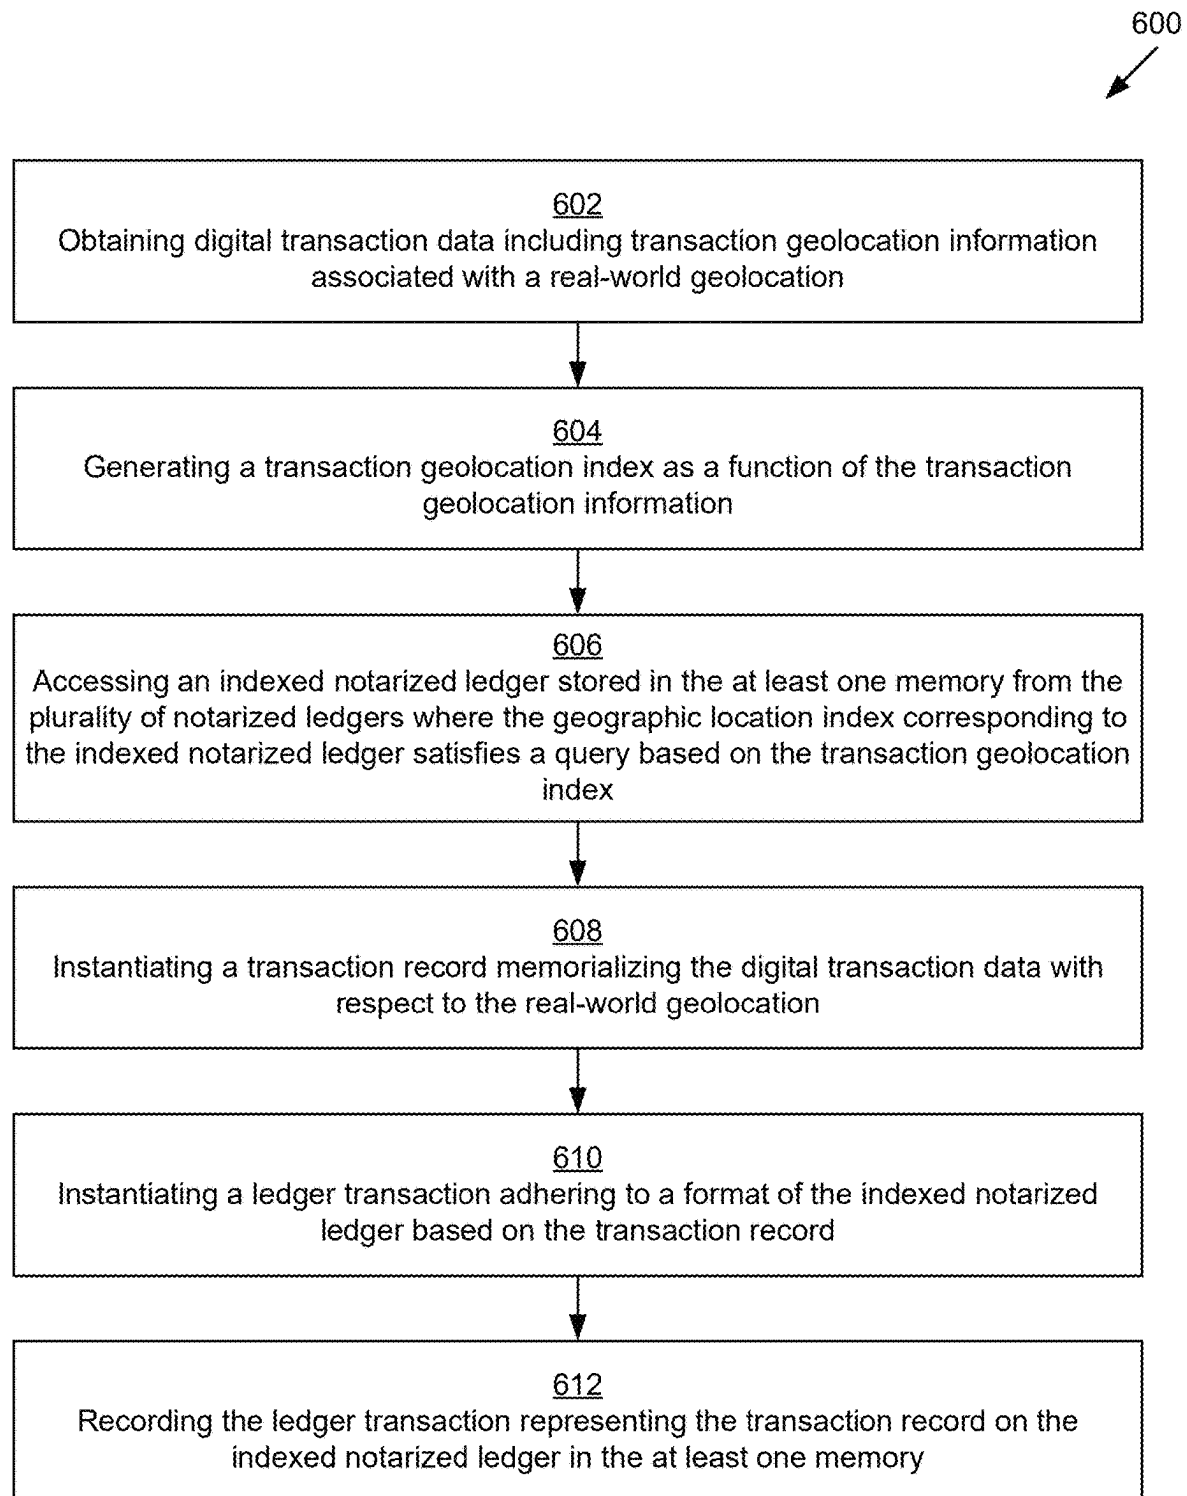 600
602
Obtaining digital transaction data including transaction geolocation information
associated with a real-world geolocation
604
Generating a transaction geolocation index as a function of the transaction
geolocation information
606
Accessing an indexed notarized ledger stored in the at least one memory from the
plurality of notarized ledgers where the geographic location index corresponding to
the indexed notarized ledger satisfies a query based on the transaction geolocation
index
608
Instantiating a transaction record memorializing the digital transaction data with
respect to the real-world geolocation
610
Instantiating a ledger transaction adhering to a format of the indexed notarized
ledger based on the transaction record
612
Recording the ledger transaction representing the transaction record on the
indexed notarized ledger in the at least one memory